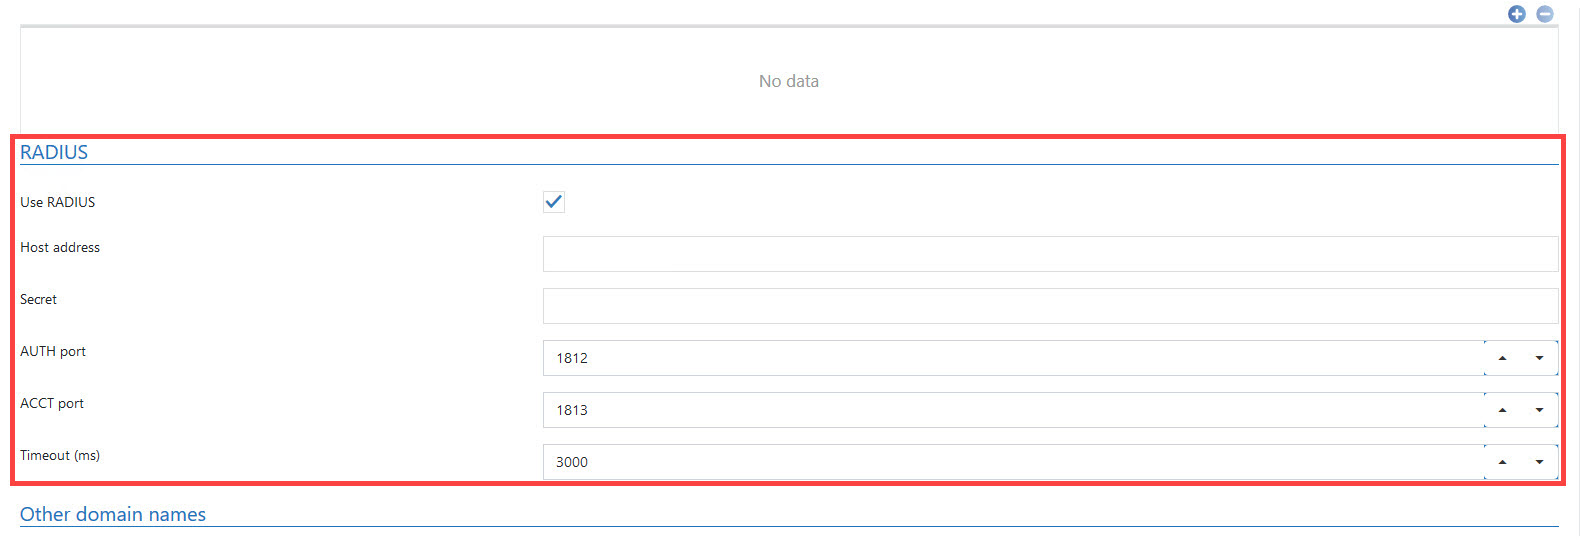 No data
RADIUS
Use RADIUS
Host address
Secret
AUTH port
1812
ACCT port
1813
Timeout (ms)
3000
Other domain names